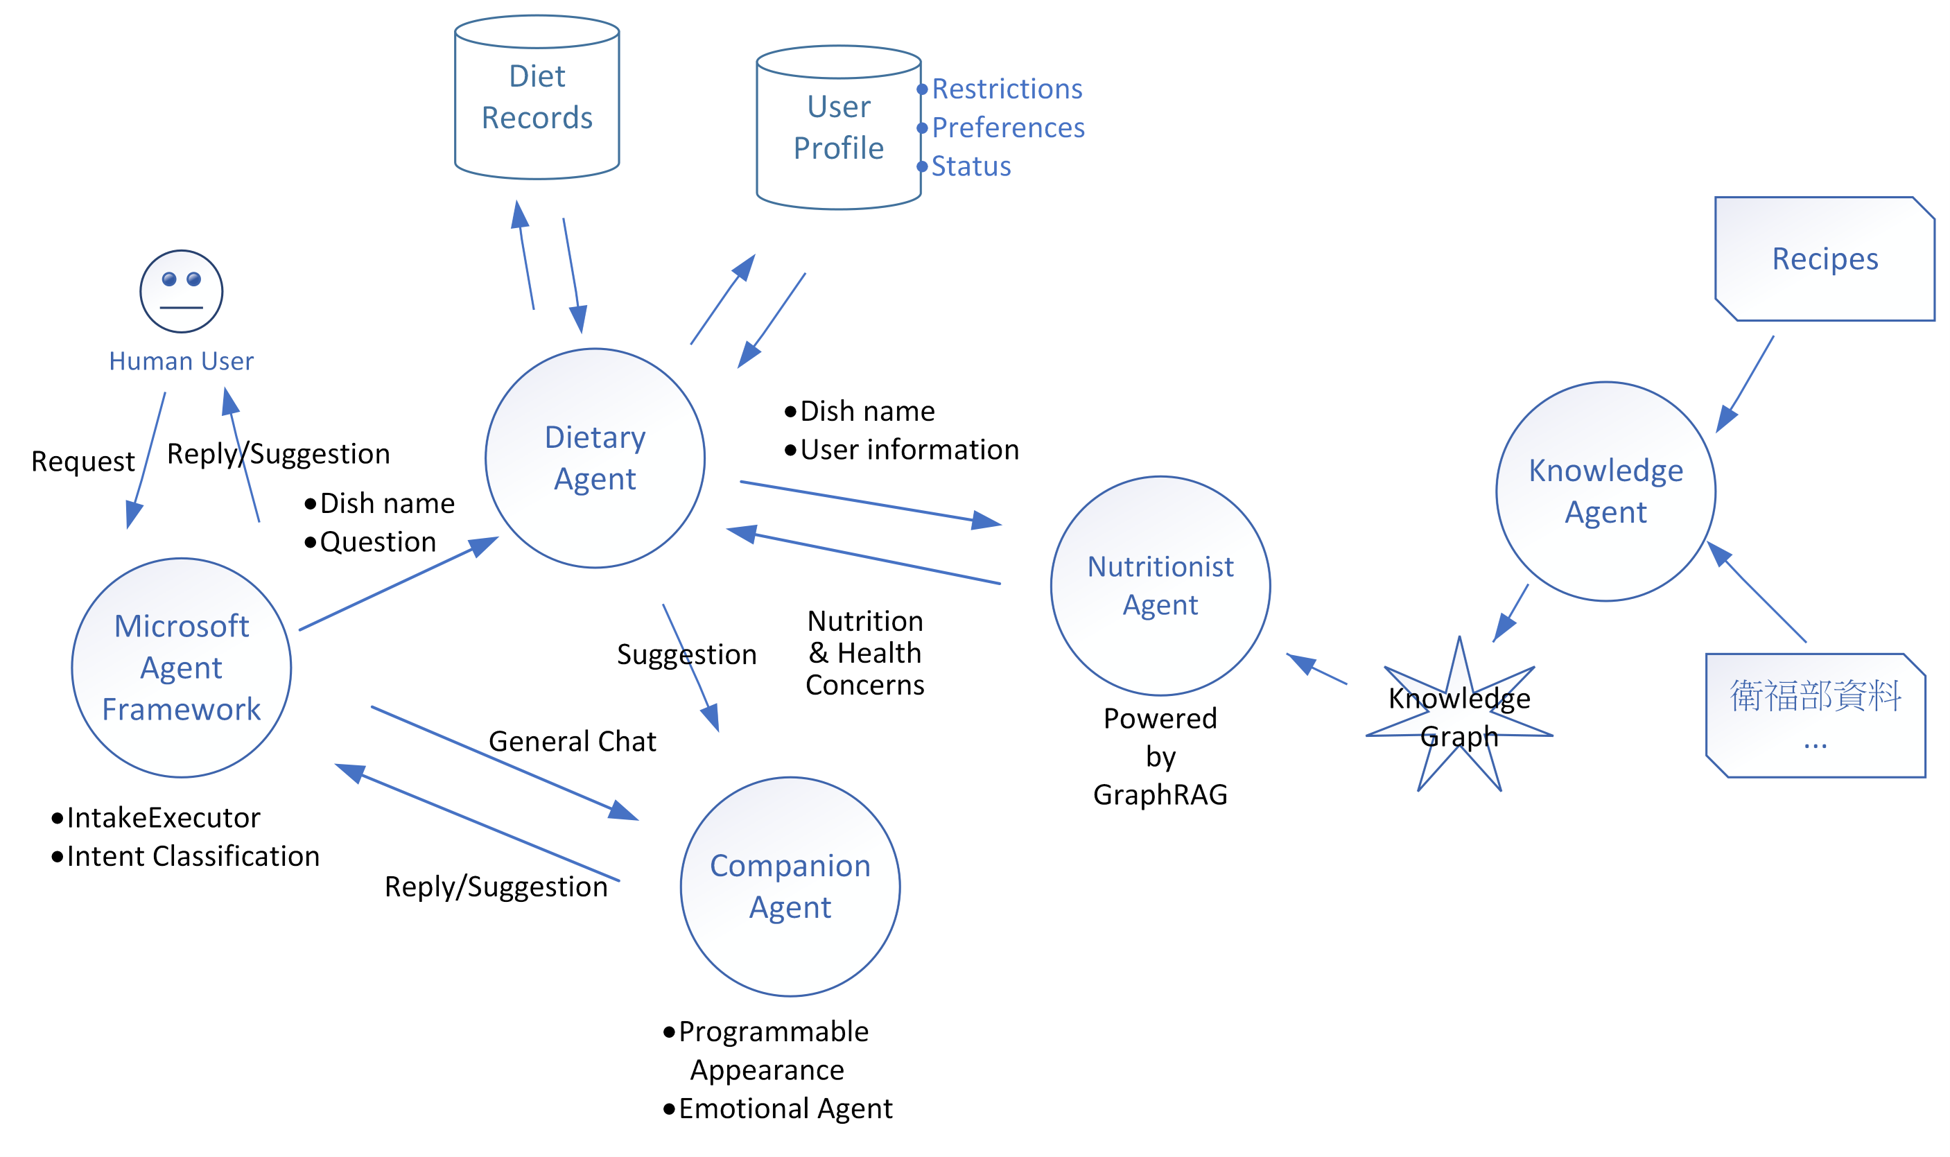 Diet
Records
User
Profile
•Restrictions
•Preferences
•Status
Recipes
Human User
Request
Reply/Suggestion
•Dish name
•Question
Dietary
Agent
•Dish name
•User information
Knowledge
Agent
Microsoft
Agent
Framework
•IntakeExecutor
•Intent Classification
Suggestion
Nutrition
& Health
Concerns
Nutritionist
Agent
Powered
by
GraphRAG
Knowledge
Graph
衛福部資料
...
General Chat
Reply/Suggestion
Companion
Agent
•Programmable
Appearance
•Emotional Agent